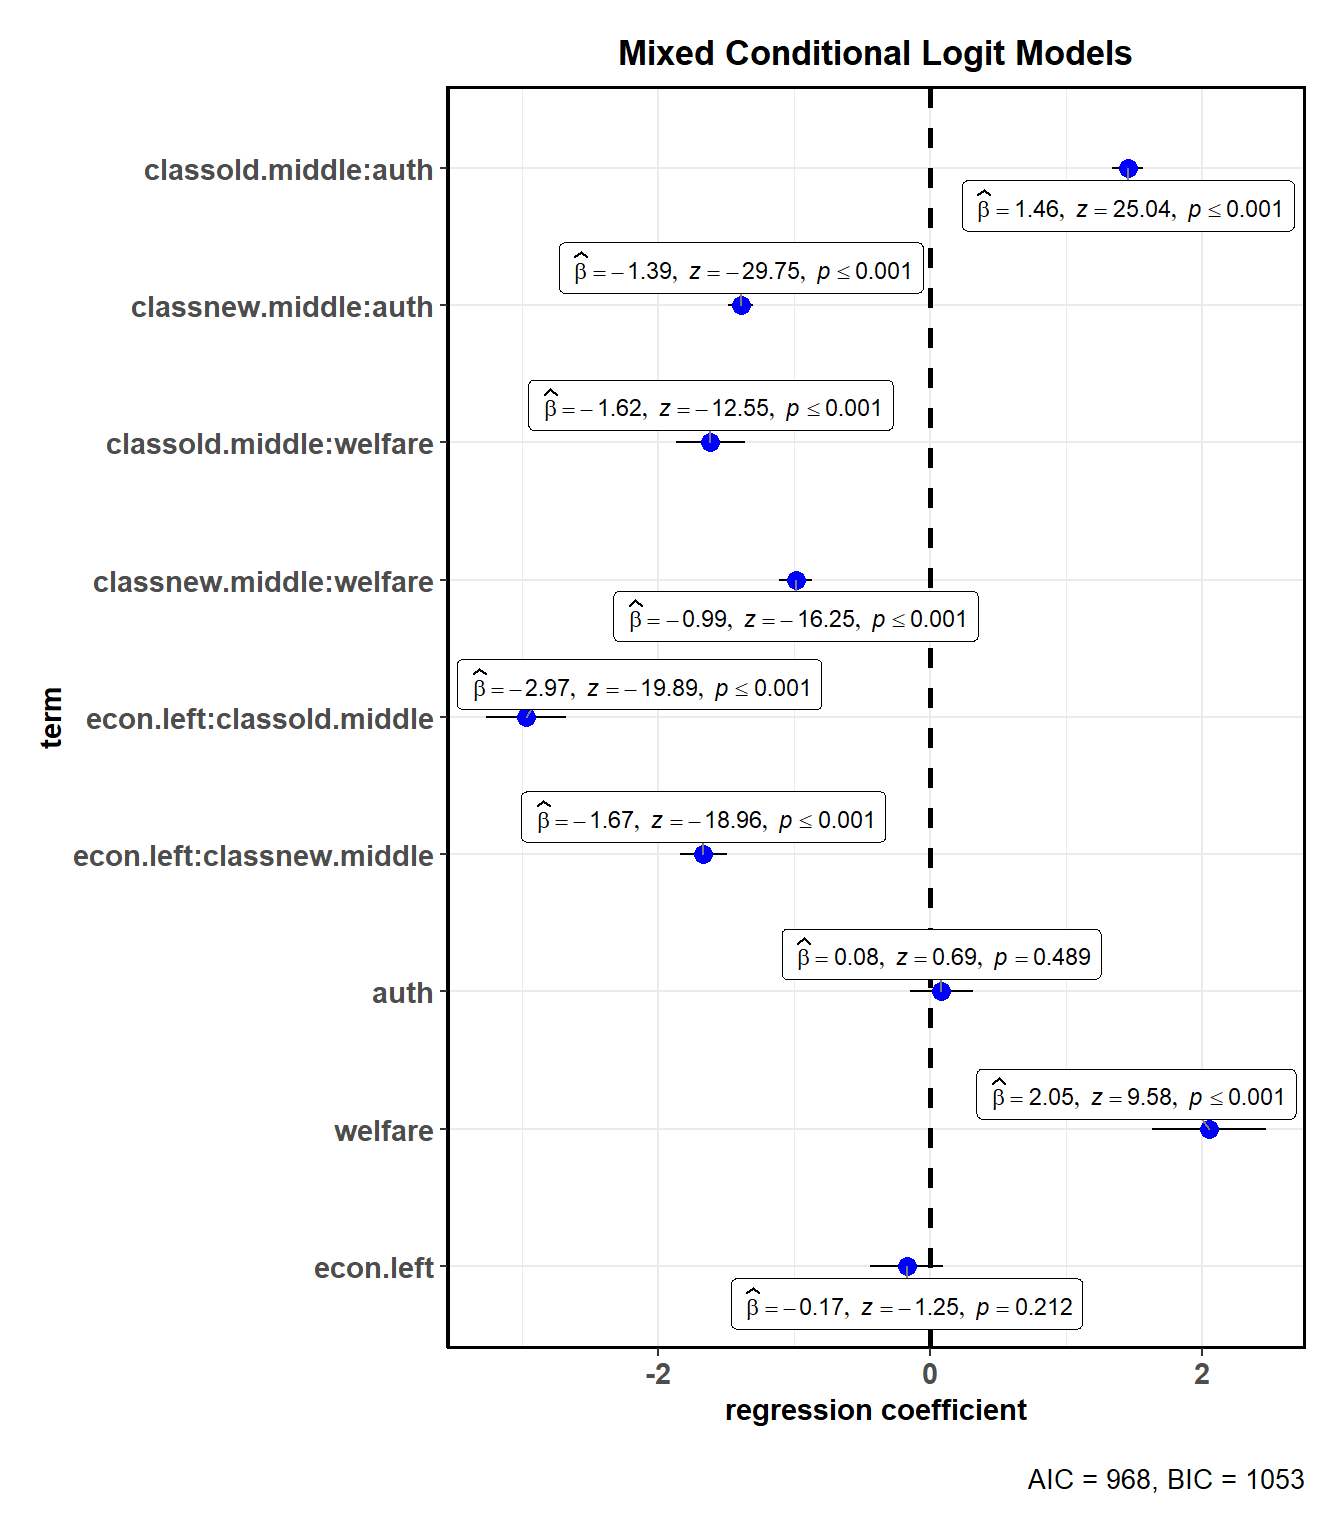 Mixed Conditional Logit Models
classold.middle:auth
β̂ = 1.46, z = 25.04, p ≤ 0.001
β̂ = −1.39, z = −29.75, p ≤ 0.001
classnew.middle:auth
β̂ = −1.62, z = −12.55, p ≤ 0.001
classold.middle:welfare
classnew.middle:welfare
β̂ = −0.99, z = −16.25, p ≤ 0.001
β̂ = −2.97, z = −19.89, p ≤ 0.001
term
econ.left:classold.middle
β̂ = −1.67, z = −18.96, p ≤ 0.001
econ.left:classnew.middle
β̂ = 0.08, z = 0.69, p = 0.489
auth
β̂ = 2.05, z = 9.58, p ≤ 0.001
welfare
econ.left
β̂ = −0.17, z = −1.25, p = 0.212
-2 0 2
regression coefficient
AIC = 968, BIC = 1053